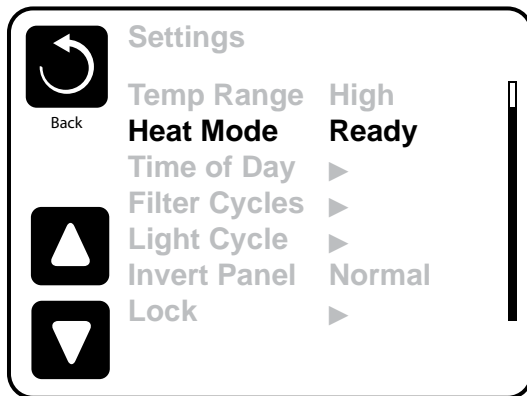 Settings
Back
Temp Range High
Heat Mode Ready
Time of Day ▶
Filter Cycles ▶
Light Cycle ▶
Invert Panel Normal
Lock ▶